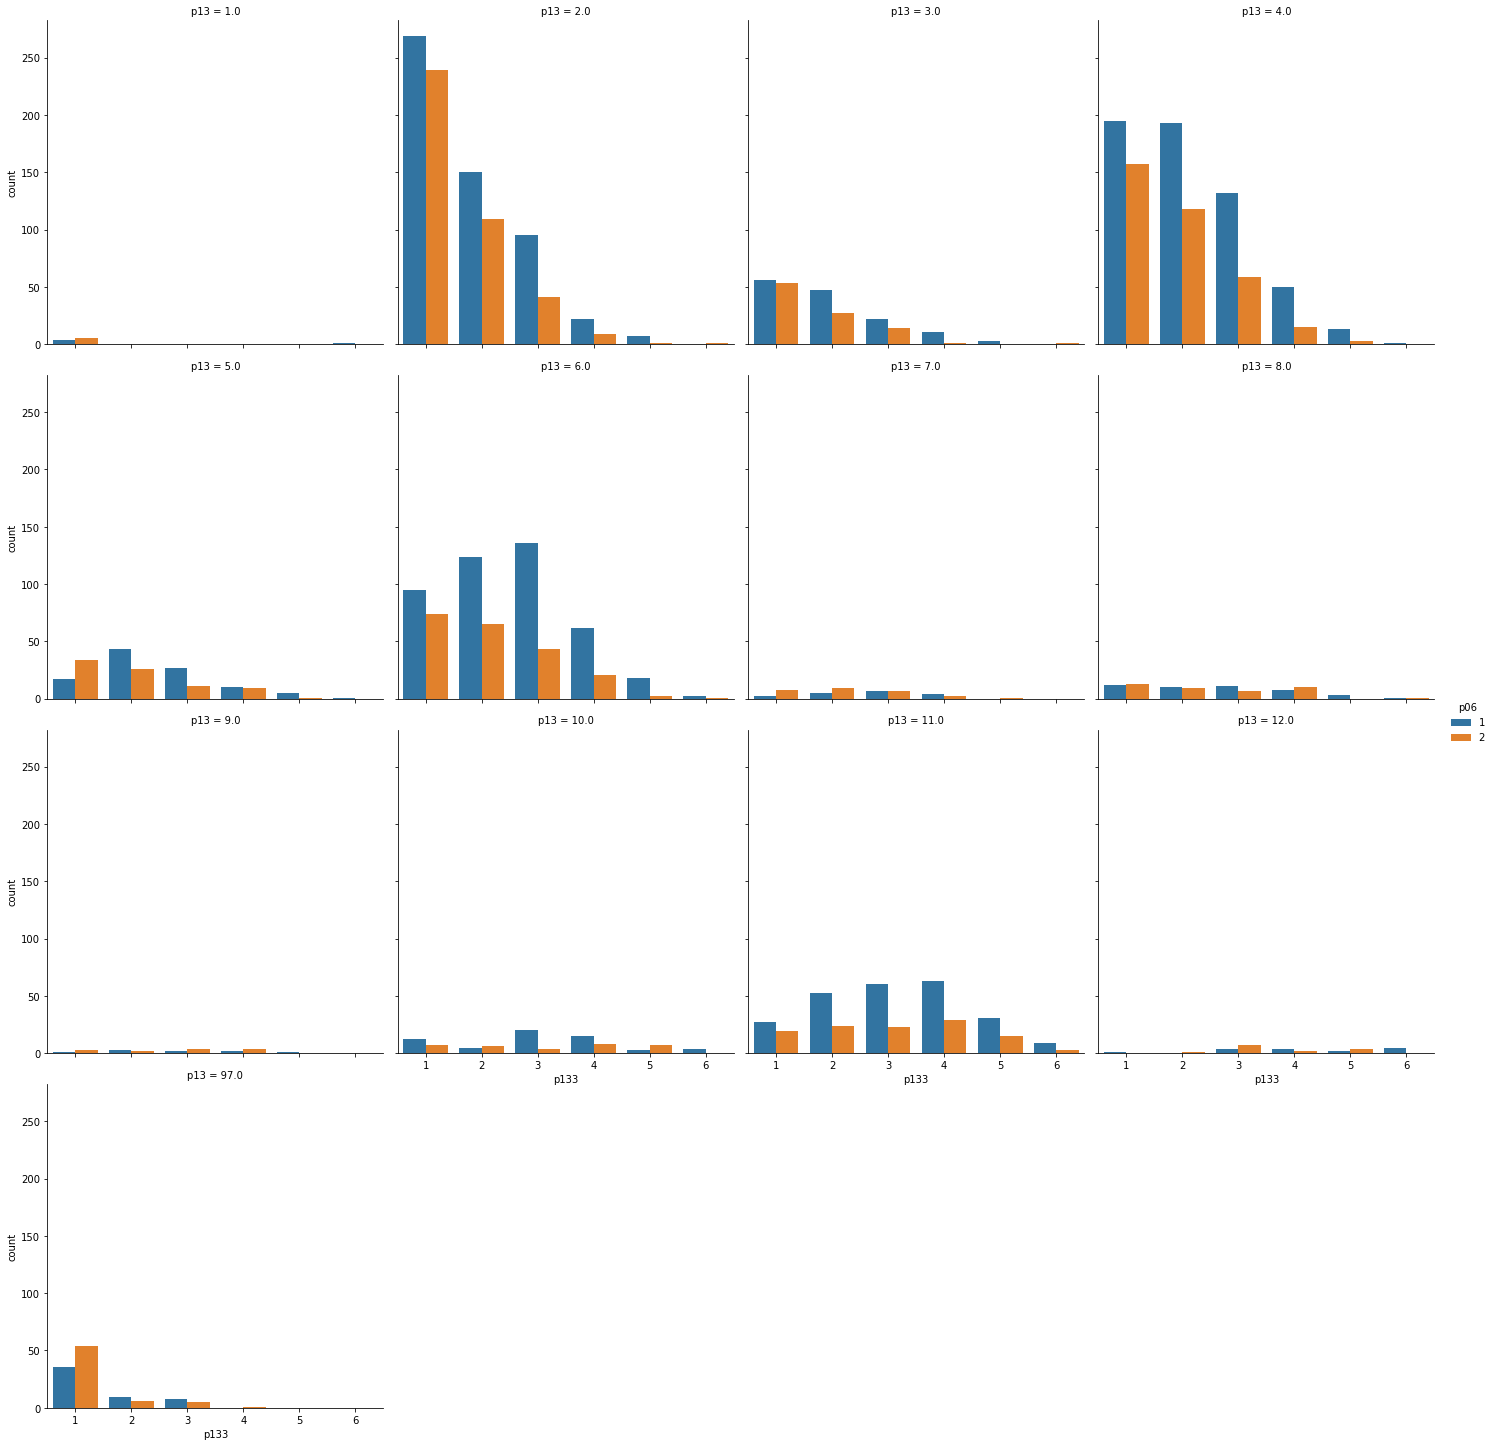 p13 = 1.0
p13 = 2.0
p13 = 3.0
p13 = 4.0
250
200
150
100
50
0
count
p13 = 5.0
p13 = 6.0
p13 = 7.0
p13 = 8.0
250
200
150
100
50
0
count
p13 = 9.0
p13 = 10.0
p13 = 11.0
p13 = 12.0
p06
1
2
250
200
150
100
50
0
count
1 2 3 4 5 6
p133
1 2 3 4 5 6
p133
1 2 3 4 5 6
p133
p13 = 97.0
250
200
150
100
50
0
count
1 2 3 4 5 6
p133